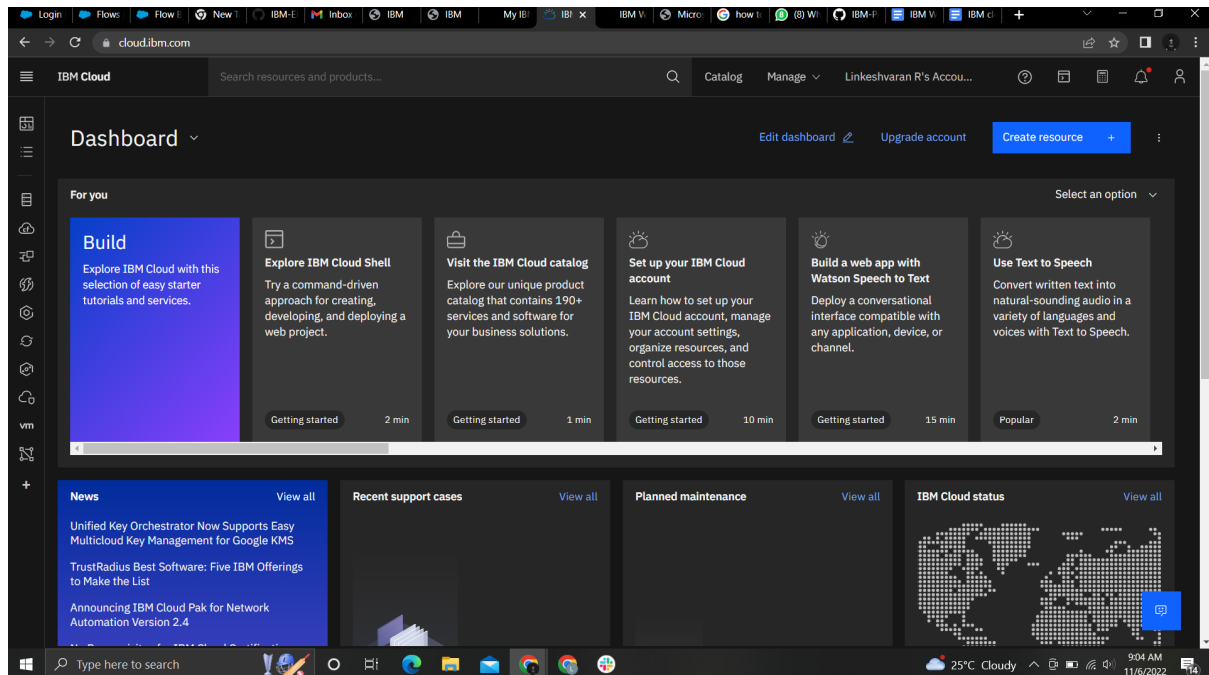 Login
Flows
Flow E
New T
IBM-E
Inbox
IBM
IBM
My IB
IBM W
Micro
how to
(8) Wh
IBM-P
IBM W
IBM cl
cloud.ibm.com
IBM Cloud
Search resources and products...
Catalog
Manage
Linkeshvaran R's Accou...
Dashboard
Edit dashboard
Upgrade account
Create resource +
For you
Select an option
Build
Explore IBM Cloud with this
selection of easy starter
tutorials and services.
Explore IBM Cloud Shell
Try a command-driven
approach for creating,
developing, and deploying a
web project.
Getting started
2 min
Visit the IBM Cloud catalog
Explore our unique product
catalog that contains 190+
services and software for
your business solutions.
Getting started
1 min
Set up your IBM Cloud
account
Learn how to set up your
IBM Cloud account, manage
your account settings,
organize resources, and
control access to those
resources.
Getting started
10 min
Build a web app with
Watson Speech to Text
Deploy a conversational
interface compatible with
any application, device, or
channel.
Getting started
15 min
Use Text to Speech
Convert written text into
natural-sounding audio in a
variety of languages and
voices with Text to Speech.
Popular
2 min
vm
News
View all
Unified Key Orchestrator Now Supports Easy
Multicloud Key Management for Google KMS
TrustRadius Best Software: Five IBM Offerings
to Make the List
Announcing IBM Cloud Pak for Network
Automation Version 2.4
Recent support cases
View all
Planned maintenance
View all
IBM Cloud status
View all
Type here to search
25°C Cloudy
9:04 AM
11/6/2022
14